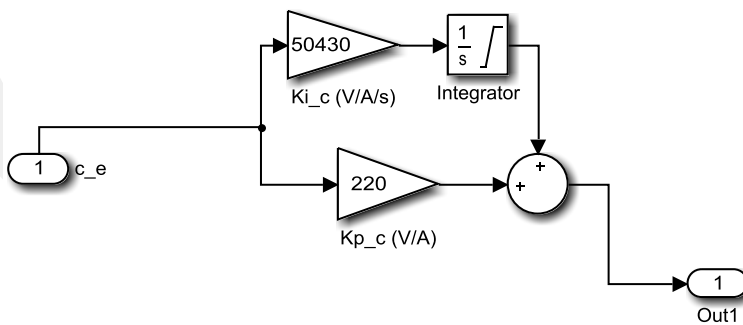 50430
Ki_c (V/A/s)
1
s
Integrator
1
c_e
220
Kp_c (V/A)
+
+
1
Out1